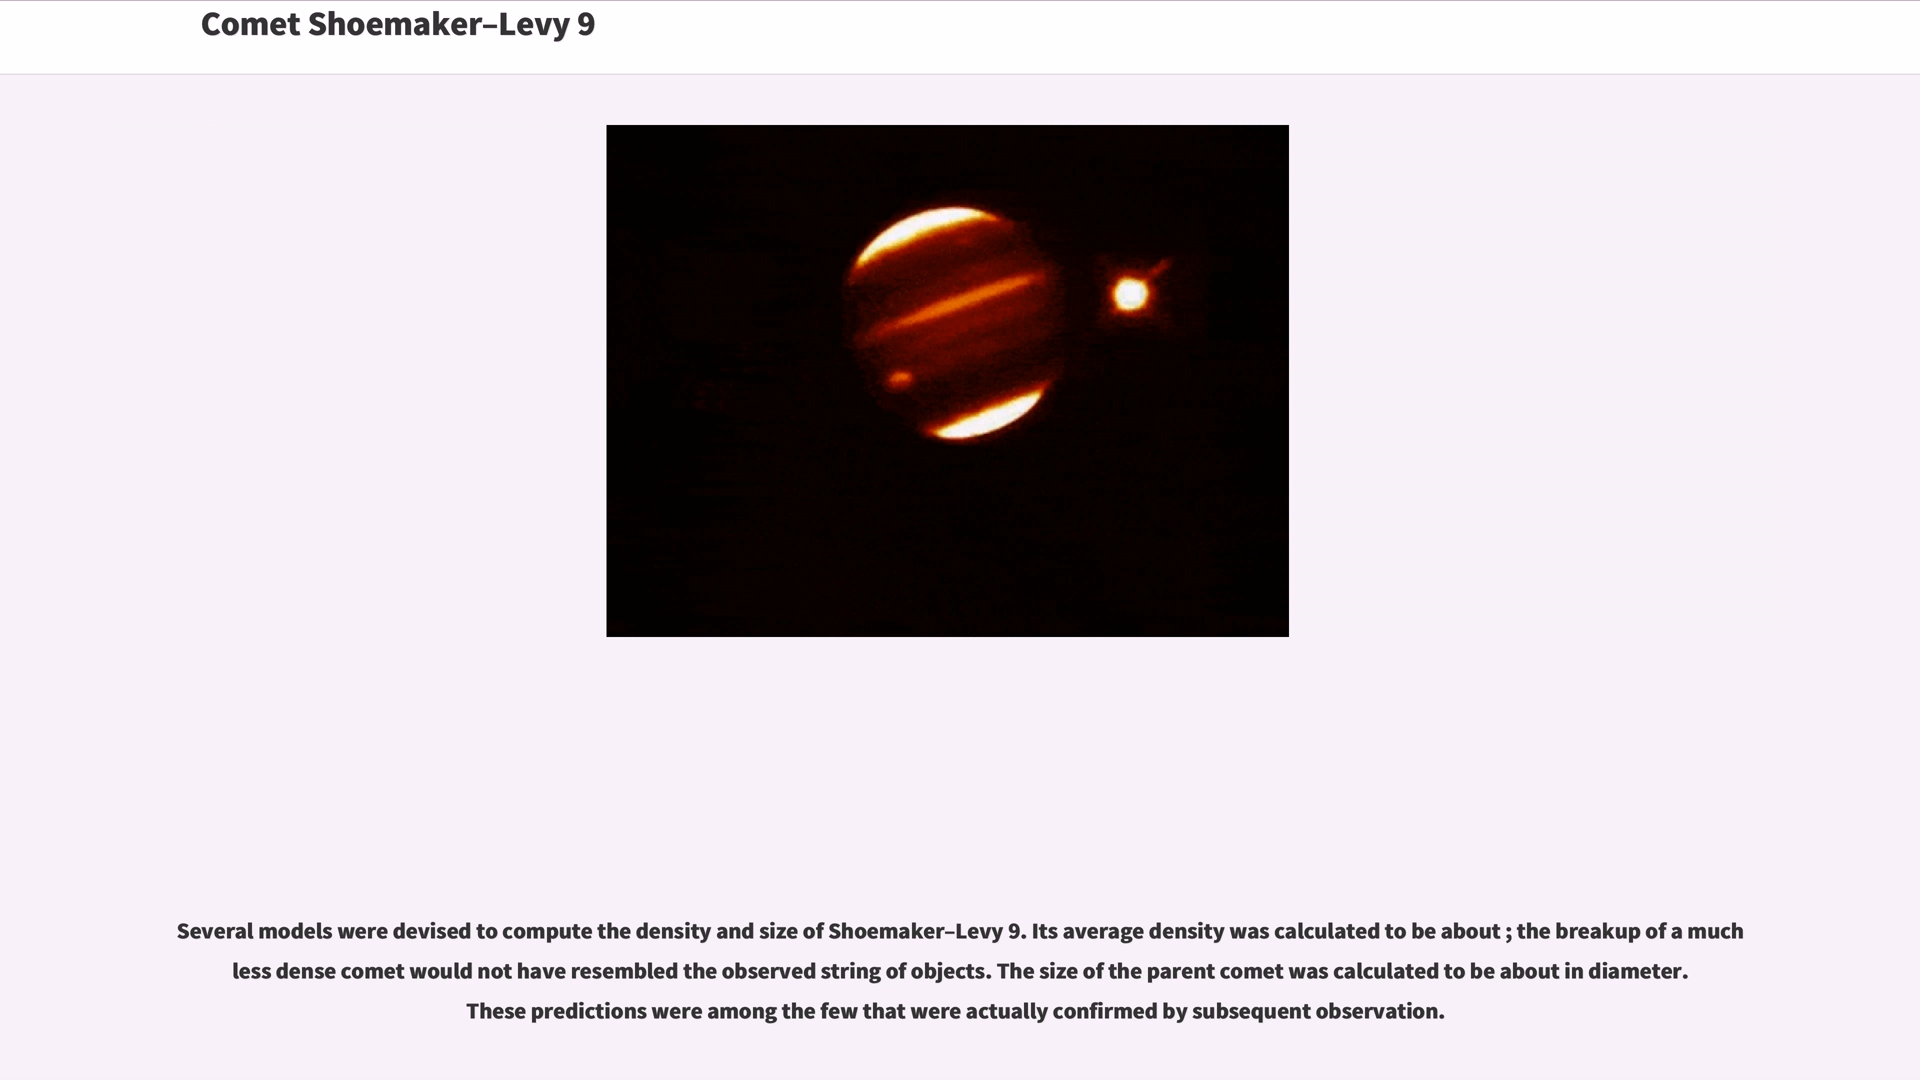 Comet Shoemaker–Levy 9
Several models were devised to compute the density and size of Shoemaker–Levy 9. Its average density was calculated to be about ; the breakup of a much
less dense comet would not have resembled the observed string of objects. The size of the parent comet was calculated to be about in diameter.
These predictions were among the few that were actually confirmed by subsequent observation.